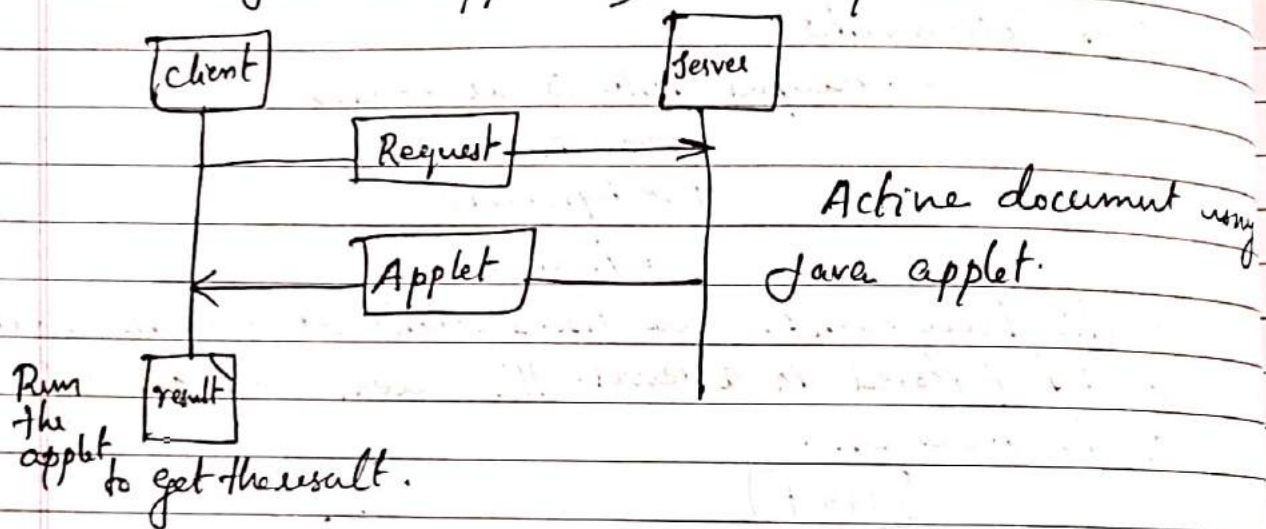 client
Server
Request
Active document using
Java applet.
Applet
Run
the
applet
result
to get the result.